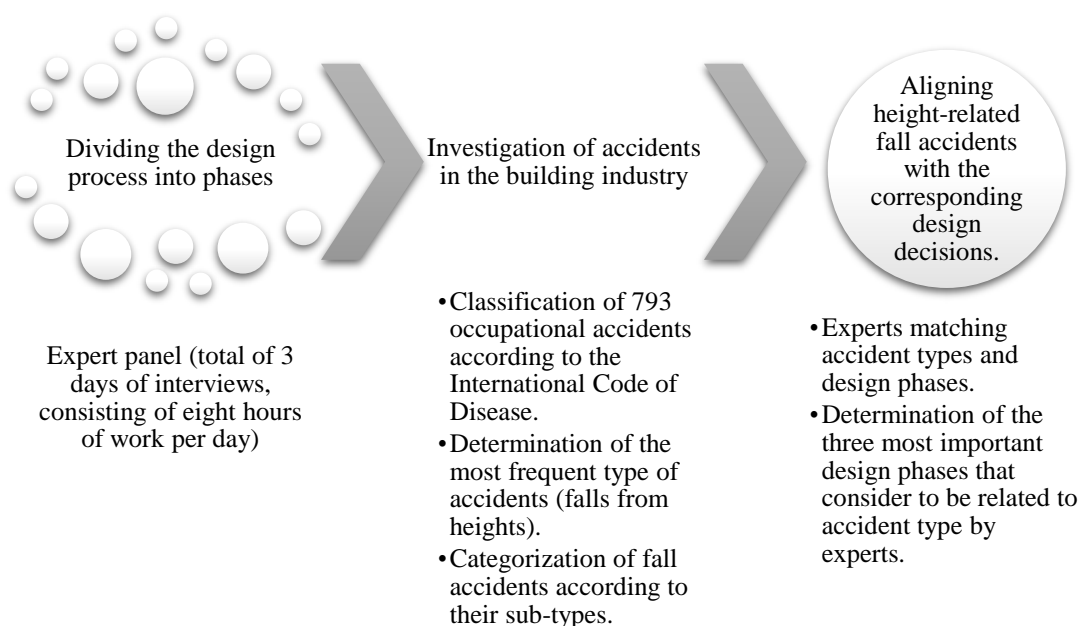 Dividing the design
process into phases
Expert panel (total of 3
days of interviews,
consisting of eight hours
of work per day)
Investigation of accidents
in the building industry
•Classification of 793
occupational accidents
according to the
International Code of
Disease.
•Determination of the
most frequent type of
accidents (falls from
heights).
•Categorization of fall
accidents according to
their sub-types.
Aligning
height-related
fall accidents
with the
corresponding
design
decisions.
•Experts matching
accident types and
design phases.
•Determination of the
three most important
design phases that
consider to be related to
accident type by
experts.